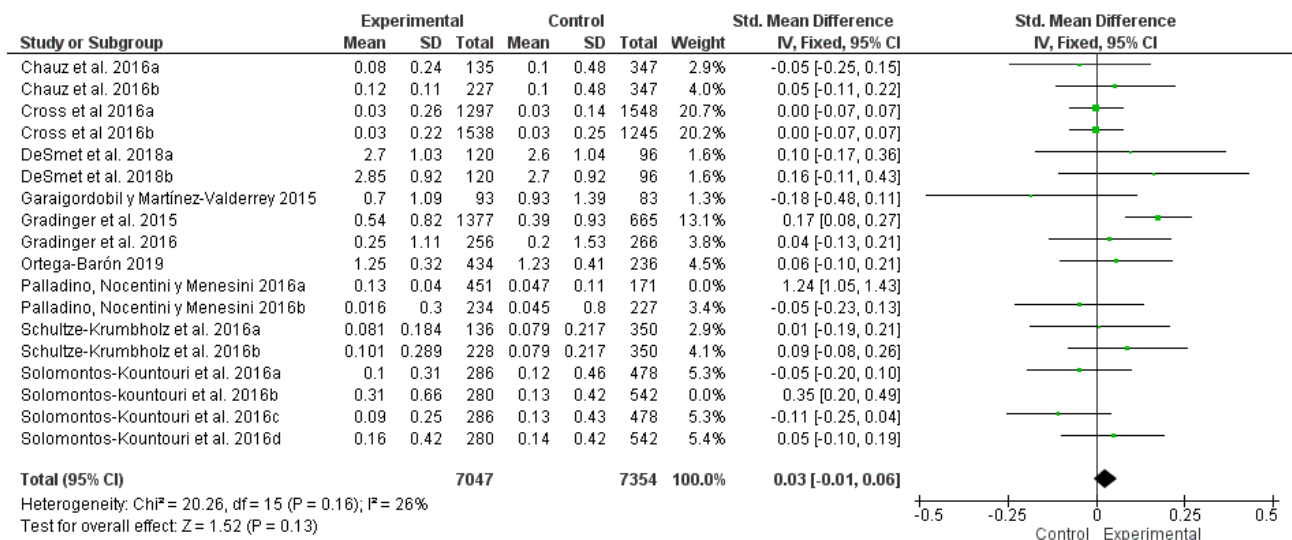 Experimental Control Std. Mean Difference Std. Mean Difference
Study or Subgroup Mean SD Total Mean SD Total Weight IV, Fixed, 95% CI IV, Fixed, 95% CI
Chauz et al. 2016a 0.08 0.24 135 0.1 0.48 347 2.9% -0.05 [-0.25, 0.15]
Chauz et al. 2016b 0.12 0.11 227 0.1 0.48 347 4.0% 0.05 [-0.11, 0.22]
Cross et al 2016a 0.03 0.26 1297 0.03 0.14 1548 20.7% 0.00 [-0.07, 0.07]
Cross et al 2016b 0.03 0.22 1538 0.03 0.25 1245 20.2% 0.00 [-0.07, 0.07]
DeSmet et al. 2018a 2.7 1.03 120 2.6 1.04 96 1.6% 0.10 [-0.17, 0.36]
DeSmet et al. 2018b 2.85 0.92 120 2.7 0.92 96 1.6% 0.16 [-0.11, 0.43]
Garaigordobil y Martínez-Valderrey 2015 0.7 1.09 93 0.93 1.39 83 1.3% -0.18 [-0.48, 0.11]
Gradinger et al. 2015 0.54 0.82 1377 0.39 0.93 665 13.1% 0.17 [0.08, 0.27]
Gradinger et al. 2016 0.25 1.11 256 0.2 1.53 266 3.8% 0.04 [-0.13, 0.21]
Ortega-Barón 2019 1.25 0.32 434 1.23 0.41 236 4.5% 0.06 [-0.10, 0.21]
Palladino, Nocentini y Menesini 2016a 0.13 0.04 451 0.047 0.11 171 0.0% 1.24 [1.05, 1.43]
Palladino, Nocentini y Menesini 2016b 0.016 0.3 234 0.045 0.8 227 3.4% -0.05 [-0.23, 0.13]
Schultze-Krumbholz et al. 2016a 0.081 0.184 136 0.079 0.217 350 2.9% 0.01 [-0.19, 0.21]
Schultze-Krumbholz et al. 2016b 0.101 0.289 228 0.079 0.217 350 4.1% 0.09 [-0.08, 0.26]
Solomontos-Kountouri et al. 2016a 0.1 0.31 286 0.12 0.46 478 5.3% -0.05 [-0.20, 0.10]
Solomontos-kountouri et al. 2016b 0.31 0.66 280 0.13 0.42 542 0.0% 0.35 [0.20, 0.49]
Solomontos-Kountouri et al. 2016c 0.09 0.25 286 0.13 0.43 478 5.3% -0.11 [-0.25, 0.04]
Solomontos-Kountouri et al. 2016d 0.16 0.42 280 0.14 0.42 542 5.4% 0.05 [-0.10, 0.19]
Total (95% CI) 7047 7354 100.0% 0.03 [-0.01, 0.06]
Heterogeneity: Chi² = 20.26, df = 15 (P = 0.16); I² = 26%
Test for overall effect: Z = 1.52 (P = 0.13)
-0.5 -0.25 0 0.25 0.5
Control Experimental